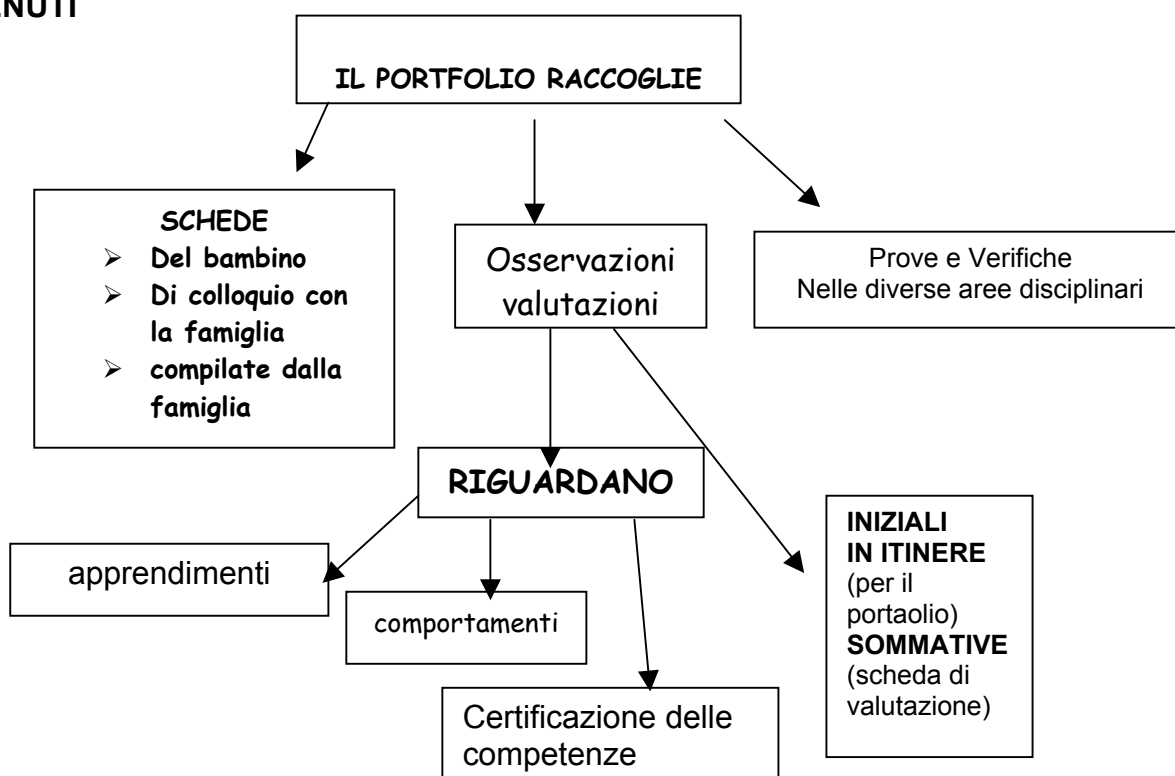 IL PORTFOLIO RACCOGLIE
SCHEDE
➢ Del bambino
➢ Di colloquio con
la famiglia
➢ compilate dalla
famiglia
Osservazioni
valutazioni
Prove e Verifiche
Nelle diverse aree disciplinari
RIGUARDANO
apprendimenti
comportamenti
Certificazione delle
competenze
INIZIALI
IN ITINERE
(per il
portaolio)
SOMMATIVE
(scheda di
valutazione)